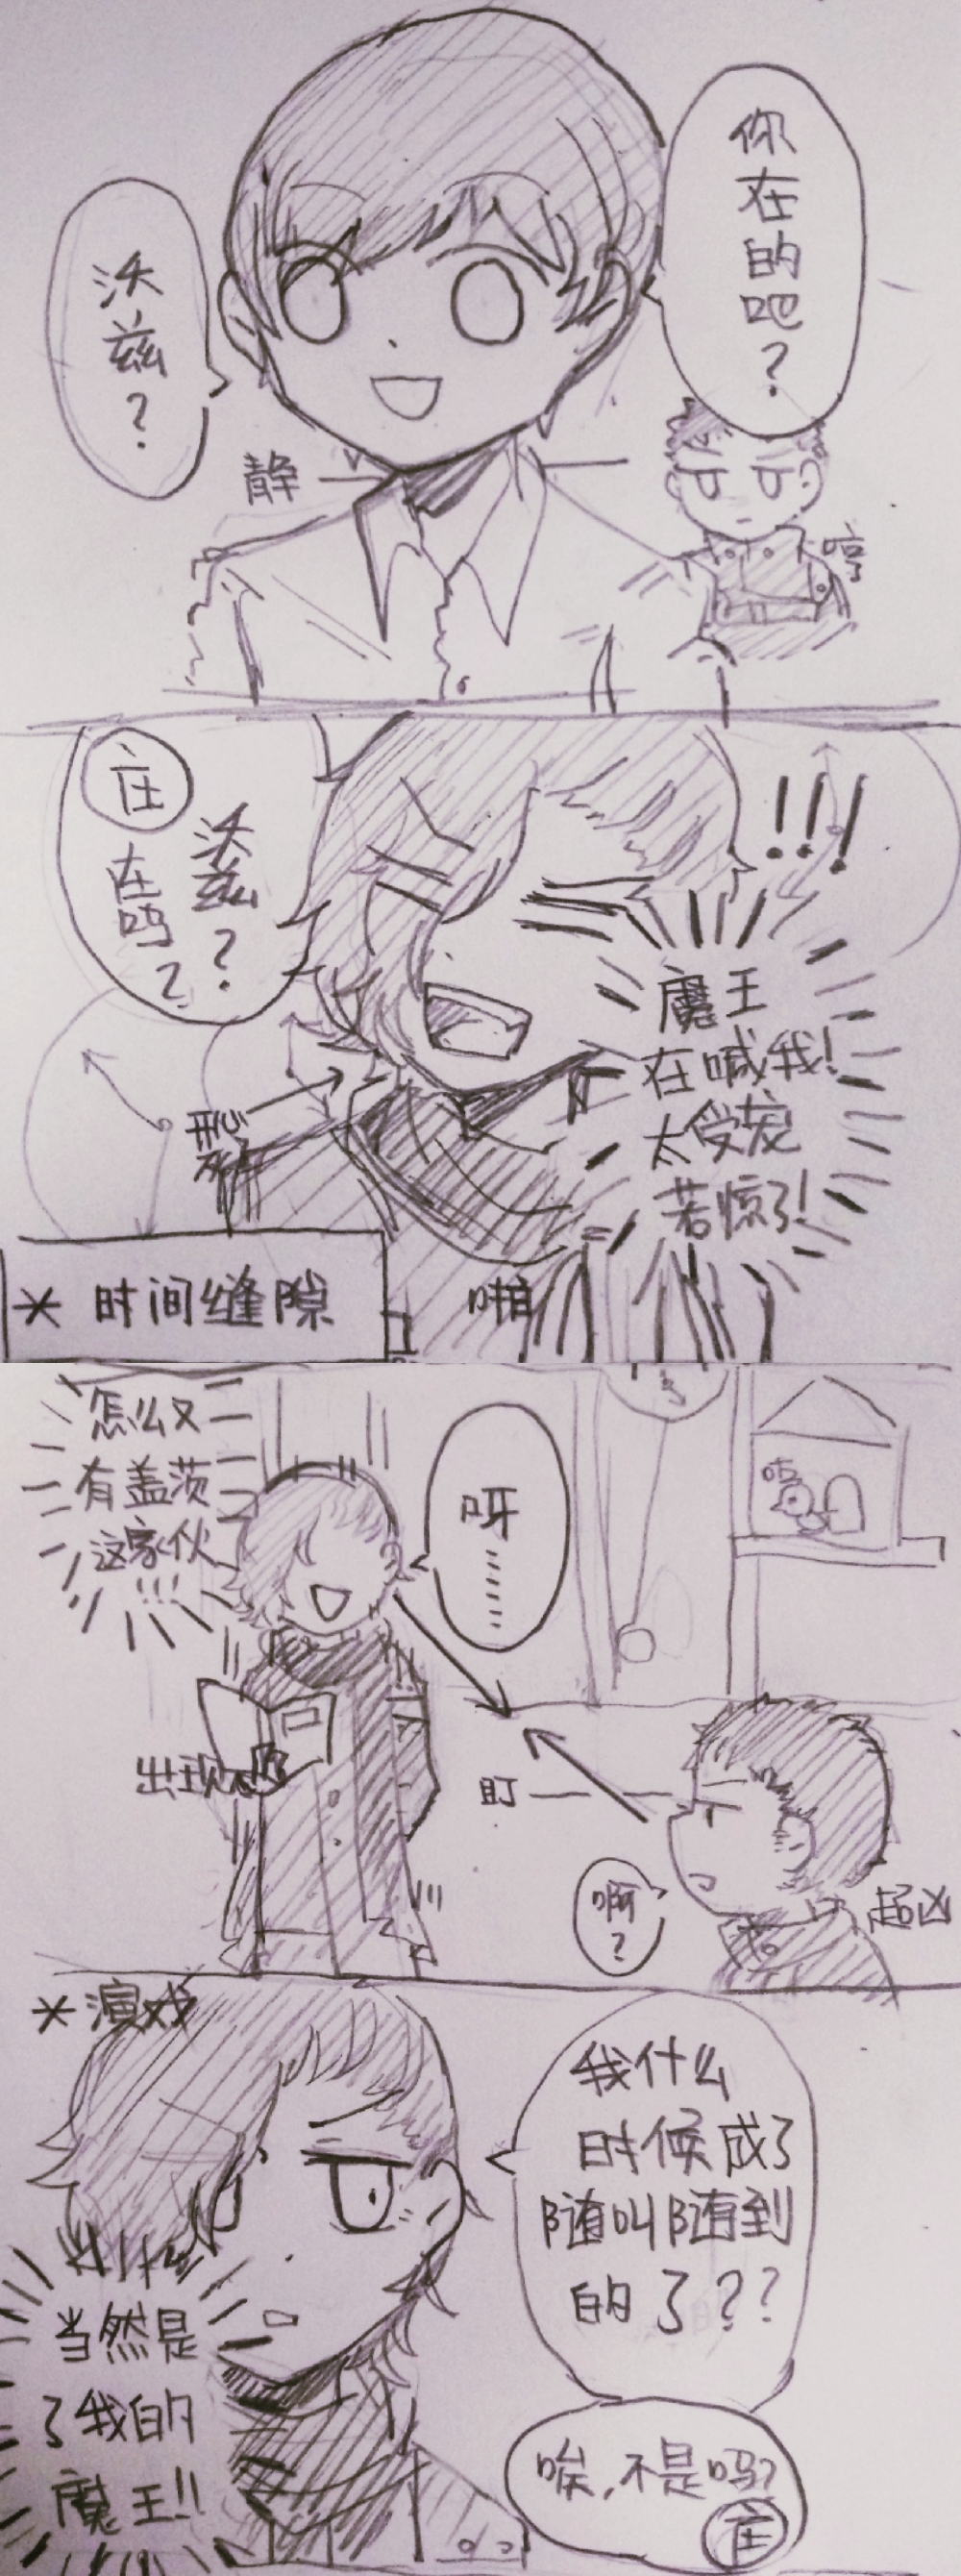 你在的吧？
沃兹？
静
哼
!!!
庄
沃兹？
在吗？
魔王
在喊我！
太受宠
若惊了！
* 时间缝隙
啪
怎么又
有盖茨
这家伙
!!!
呀……
咕
出现
盯
啊？
超凶
* 演戏
我什么
时候成了
随叫随到
的了？？
当然是
了我的
魔王!!
唉，不是吗？
庄